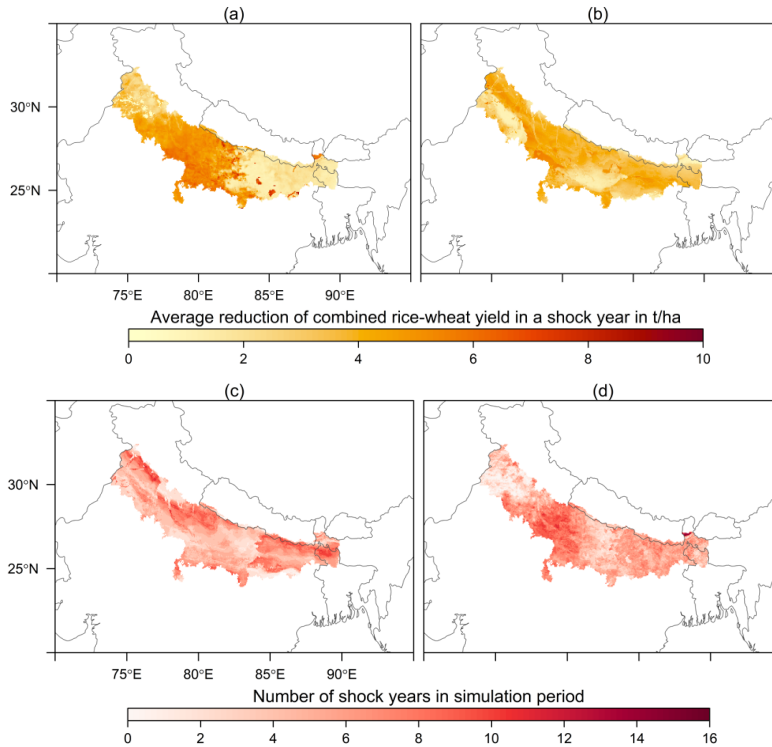 (a) (b)
30°N
25°N
75°E 80°E 85°E 90°E
Average reduction of combined rice-wheat yield in a shock year in t/ha
0 2 4 6 8 10
(c) (d)
30°N
25°N
75°E 80°E 85°E 90°E
Number of shock years in simulation period
0 2 4 6 8 10 12 14 16